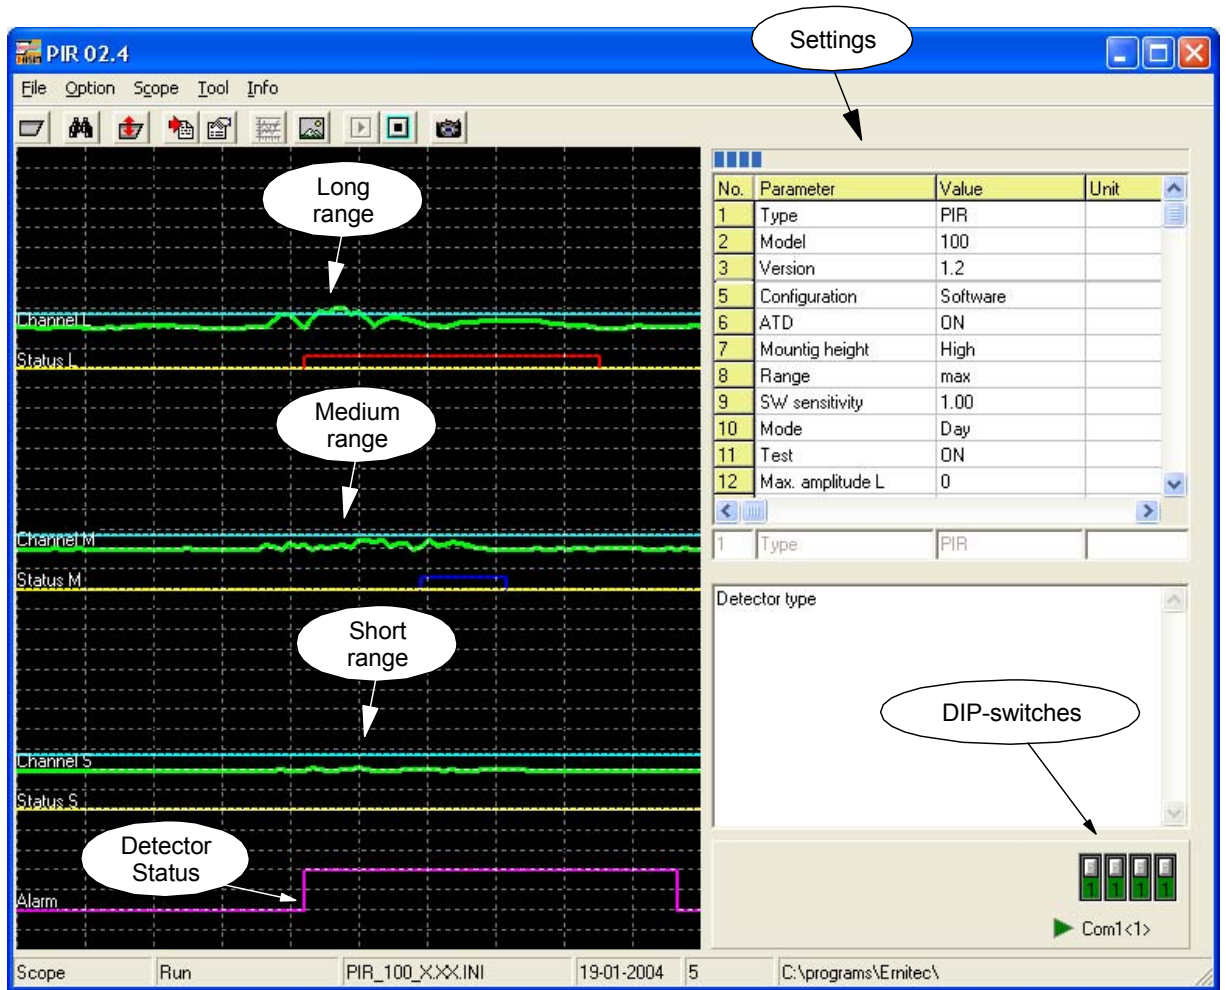 Settings
PIR 02.4
File Option Scope Tool Info
Long
range
Channel L
Status L
Medium
range
Channel M
Status M
Short
range
Channel S
Status S
Detector
Status
Alarm
No. Parameter Value Unit
1 Type PIR
2 Model 100
3 Version 1.2
5 Configuration Software
6 ATD ON
7 Mountig height High
8 Range max
9 SW sensitivity 1.00
10 Mode Day
11 Test ON
12 Max. amplitude L 0
1 Type PIR
Detector type
DIP-switches
1 1 1 1
Com1<1>
Scope Run PIR_100_X.XX.INI 19-01-2004 5 C:\programs\Ernitec\